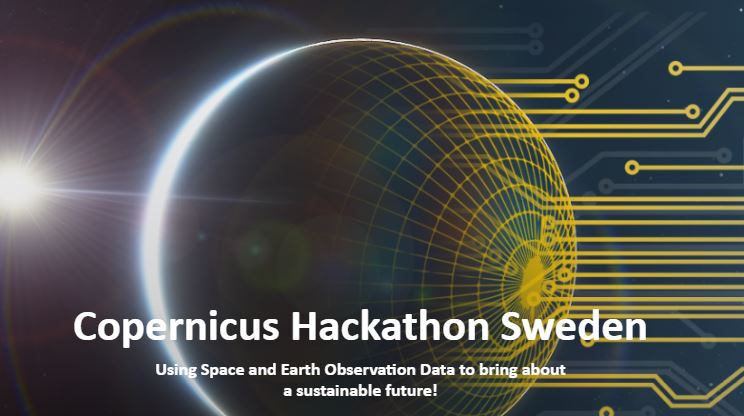 Copernicus Hackathon Sweden
Using Space and Earth Observation Data to bring about
a sustainable future!